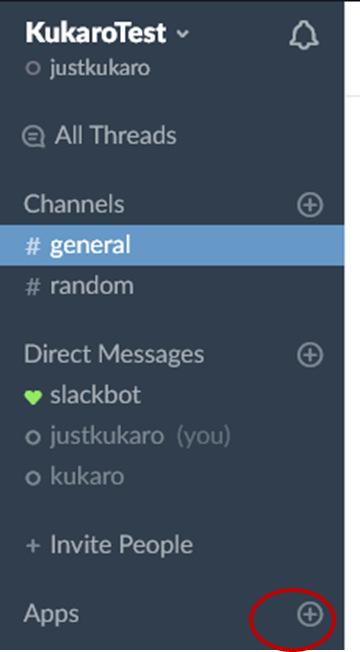 KukaroTest
justkukaro
All Threads
Channels
# general
# random
Direct Messages
slackbot
justkukaro (you)
kukaro
+ Invite People
Apps